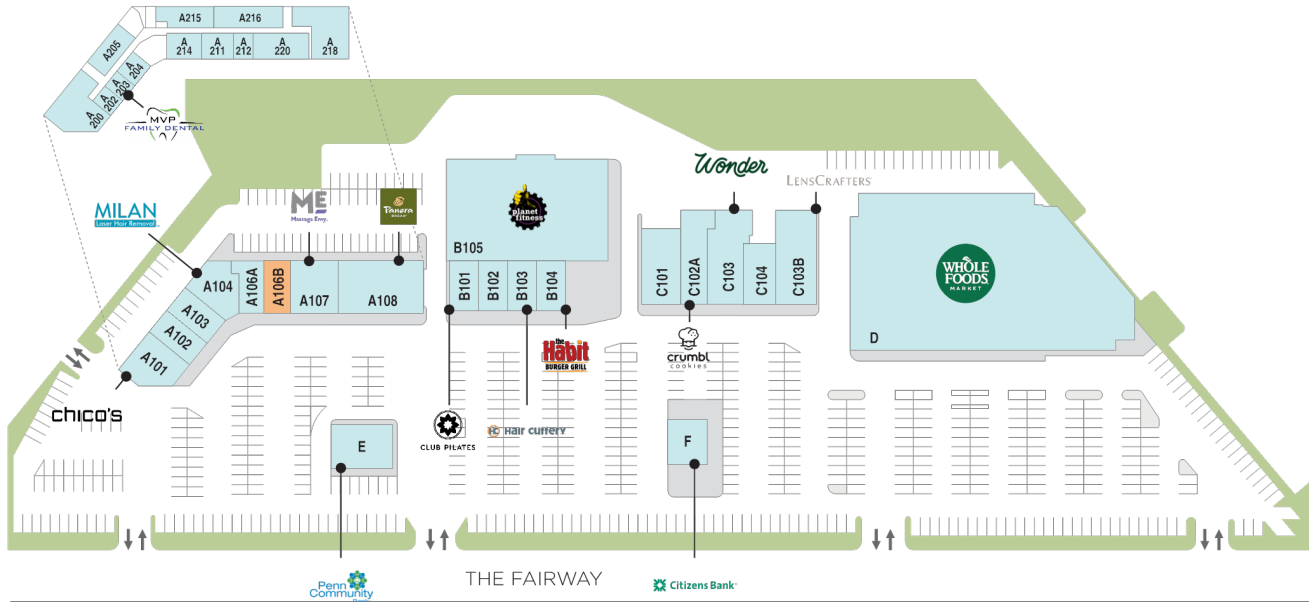 A215
A216
A205
A
214
A
211
A
212
A
220
A
218
A
204
A
203
A
202
A
200
MVP
FAMILY DENTAL
MILAN
Laser Hair Removal
ME
Massage Envy
Panera
BREAD
planet
fitness
Wonder
LENSCRAFTERS
WHOLE
FOODS
MARKET
B105
A104
A106A
A106B
A107
A108
A103
A102
A101
B101
B102
B103
B104
C101
C102A
C103
C104
C103B
D
the
Habit
BURGER GRILL
crumbl
cookies
chico's
CLUB PILATES
HC Hair Cuttery
E
F
Penn
Community
THE FAIRWAY
Citizens Bank